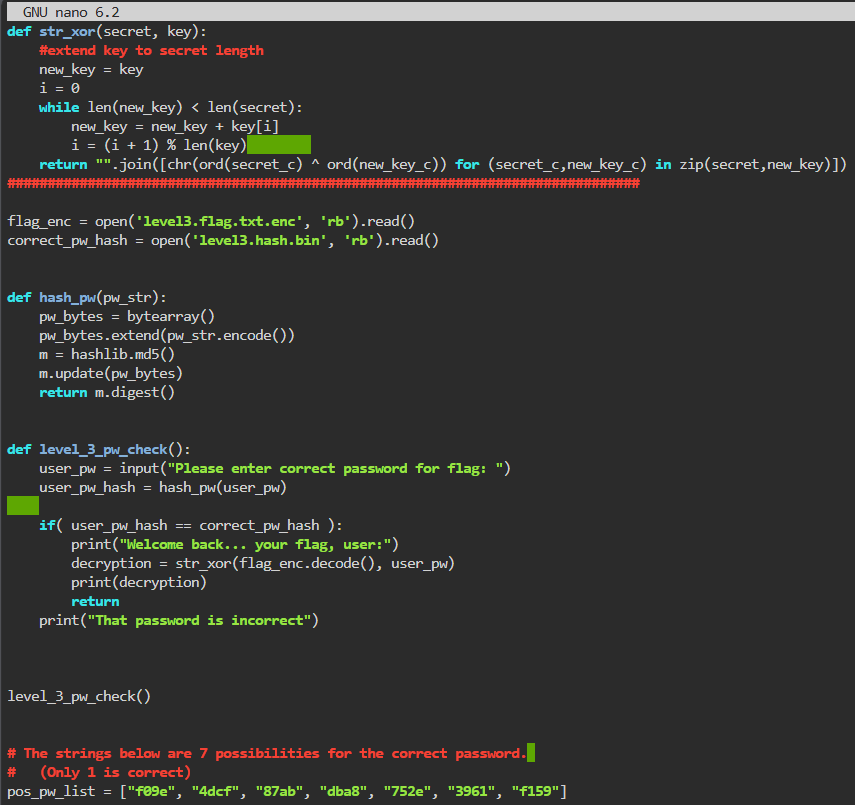 GNU nano 6.2
def str_xor(secret, key):
    #extend key to secret length
    new_key = key
    i = 0
    while len(new_key) < len(secret):
        new_key = new_key + key[i]
        i = (i + 1) % len(key)
    return "".join([chr(ord(secret_c) ^ ord(new_key_c)) for (secret_c,new_key_c) in zip(secret,new_key)])
###############################################################################
flag_enc = open('level3.flag.txt.enc', 'rb').read()
correct_pw_hash = open('level3.hash.bin', 'rb').read()
def hash_pw(pw_str):
    pw_bytes = bytearray()
    pw_bytes.extend(pw_str.encode())
    m = hashlib.md5()
    m.update(pw_bytes)
    return m.digest()
def level_3_pw_check():
    user_pw = input("Please enter correct password for flag: ")
    user_pw_hash = hash_pw(user_pw)
    if( user_pw_hash == correct_pw_hash ):
        print("Welcome back... your flag, user:")
        decryption = str_xor(flag_enc.decode(), user_pw)
        print(decryption)
        return
    print("That password is incorrect")
level_3_pw_check()
# The strings below are 7 possibilities for the correct password.
#   (Only 1 is correct)
pos_pw_list = ["f09e", "4dcf", "87ab", "dba8", "752e", "3961", "f159"]